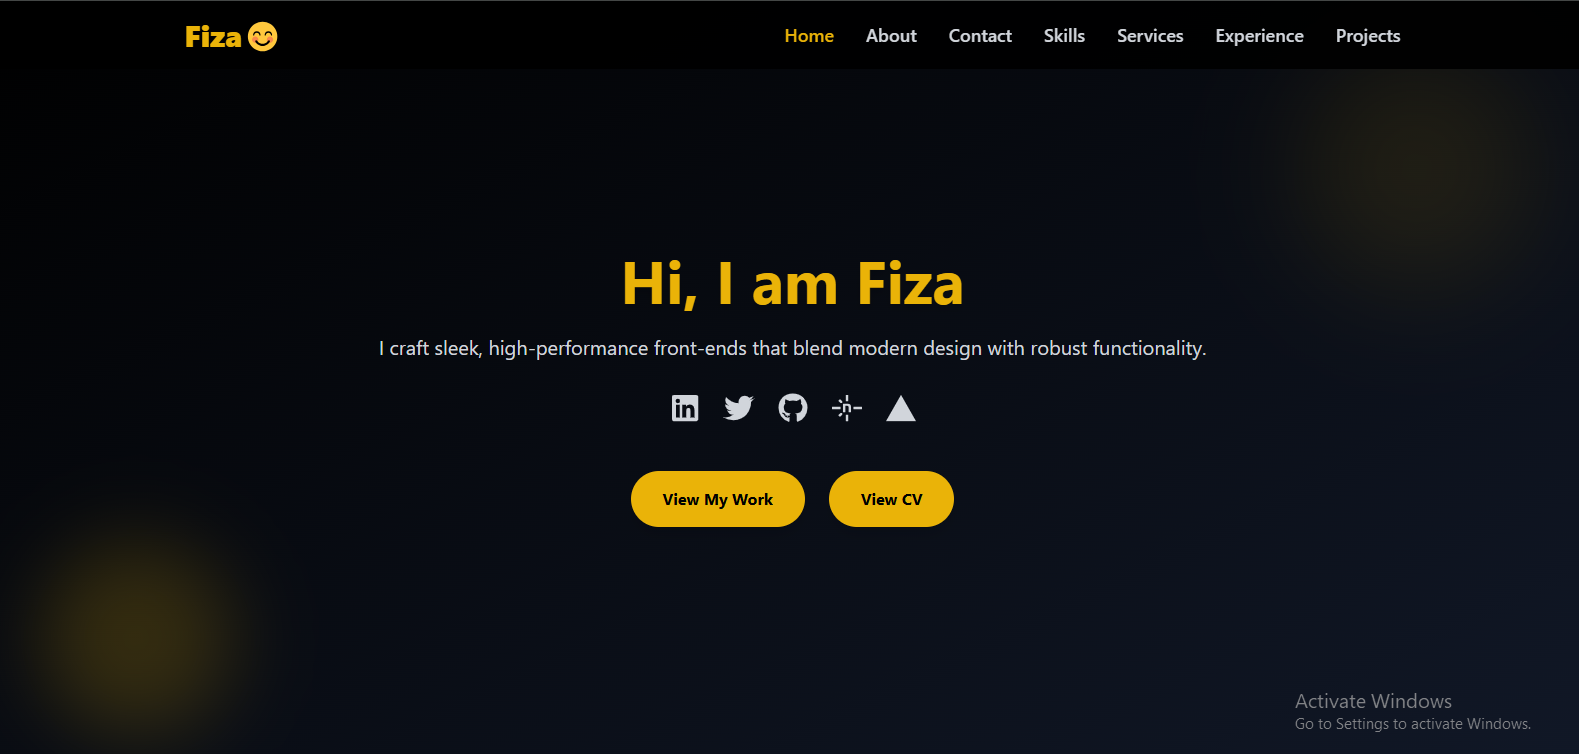 Fiza 😊
Home About Contact Skills Services Experience Projects
Hi, I am Fiza
I craft sleek, high-performance front-ends that blend modern design with robust functionality.
in
View My Work View CV
Activate Windows
Go to Settings to activate Windows.